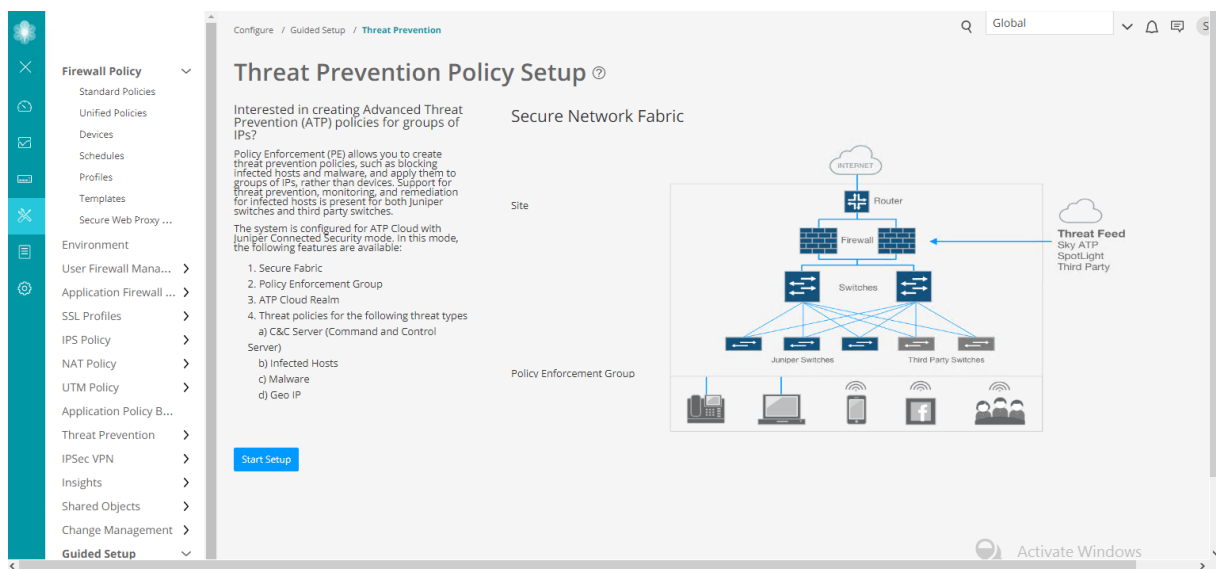 Configure / Guided Setup / Threat Prevention
Global
S
Firewall Policy
Standard Policies
Unified Policies
Devices
Schedules
Profiles
Templates
Secure Web Proxy ...
Environment
User Firewall Mana...
Application Firewall ...
SSL Profiles
IPS Policy
NAT Policy
UTM Policy
Application Policy B...
Threat Prevention
IPSec VPN
Insights
Shared Objects
Change Management
Guided Setup
Threat Prevention Policy Setup ?
Interested in creating Advanced Threat
Prevention (ATP) policies for groups of
IPs?
Policy Enforcement (PE) allows you to create
threat prevention policies, such as blocking
infected hosts and malware, and apply them to
groups of IPs, rather than devices. Support for
threat prevention, monitoring, and remediation
for infected hosts is present for both Juniper
switches and third party switches.
The system is configured for ATP Cloud with
Juniper Connected Security mode. In this mode,
the following features are available:
1. Secure Fabric
2. Policy Enforcement Group
3. ATP Cloud Realm
4. Threat policies for the following threat types
a) C&C Server (Command and Control
Server)
b) Infected Hosts
c) Malware
d) Geo IP
Start Setup
Secure Network Fabric
Site
Policy Enforcement Group
INTERNET
Router
Firewall
Switches
Juniper Switches
Third Party Switches
Threat Feed
Sky ATP
SpotLight
Third Party
Activate Windows